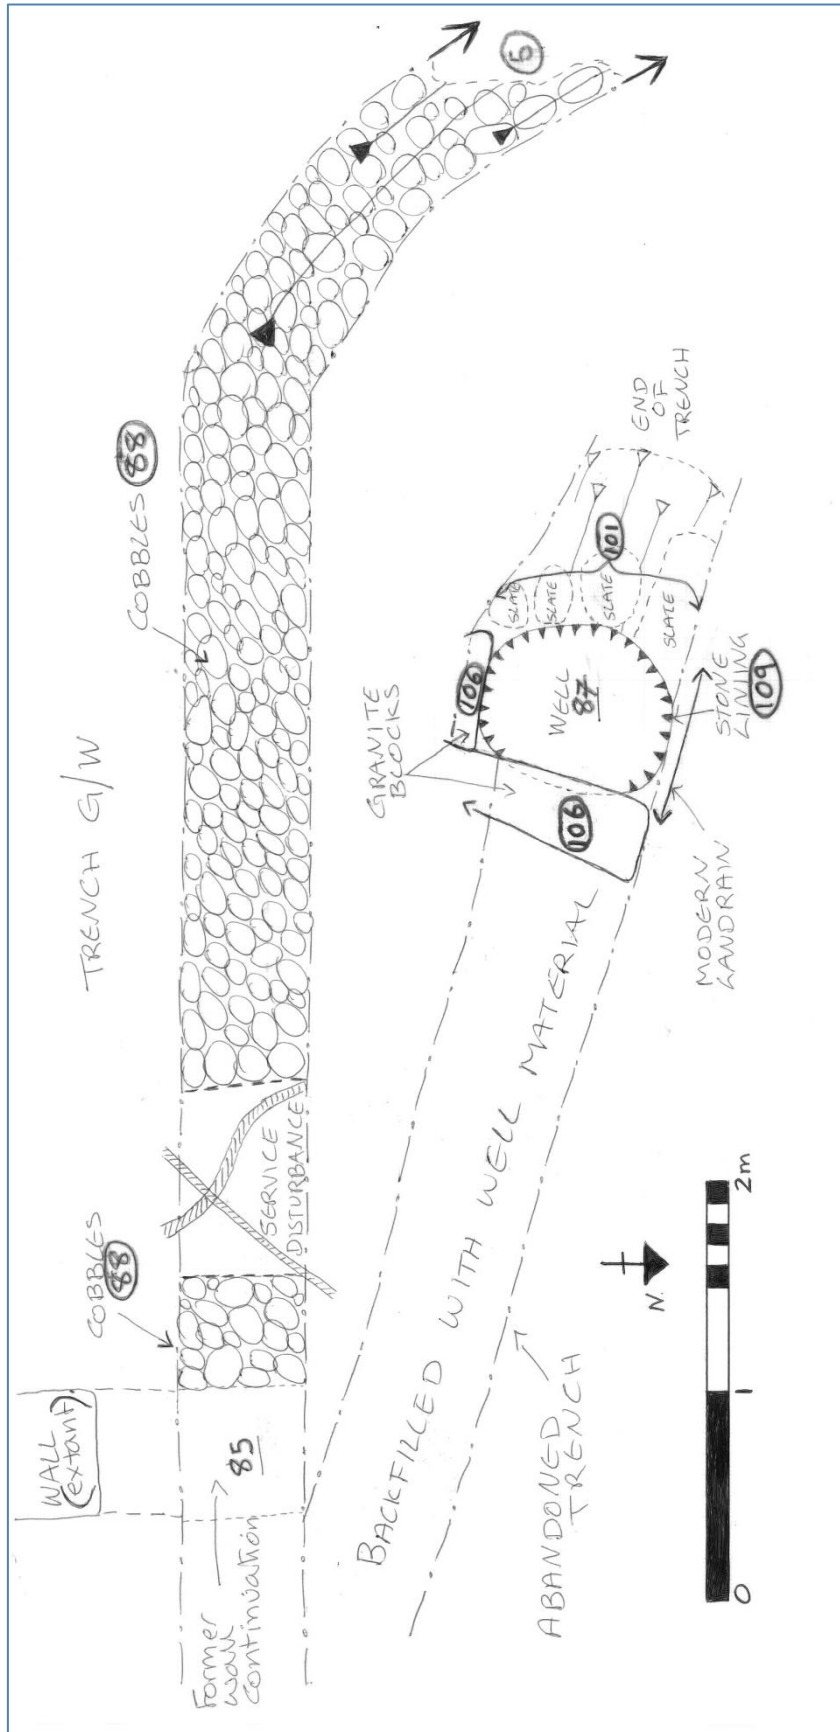 TRENCH G/W
WALL
(extant)
COBBLES
88
COBBLES 88
5
Former
Wall
Continuation
85
SERVICE
DISTURBANCE
GRANITE
BLOCKS
106
106
WELL
87
SLATE
SLATE
SLATE
SLATE
101
END
OF
TRENCH
STONE
LINING
109
MODERN
LANDRAIN
BACKFILLED WITH WELL MATERIAL
ABANDONED
TRENCH
N.
0
1
2m